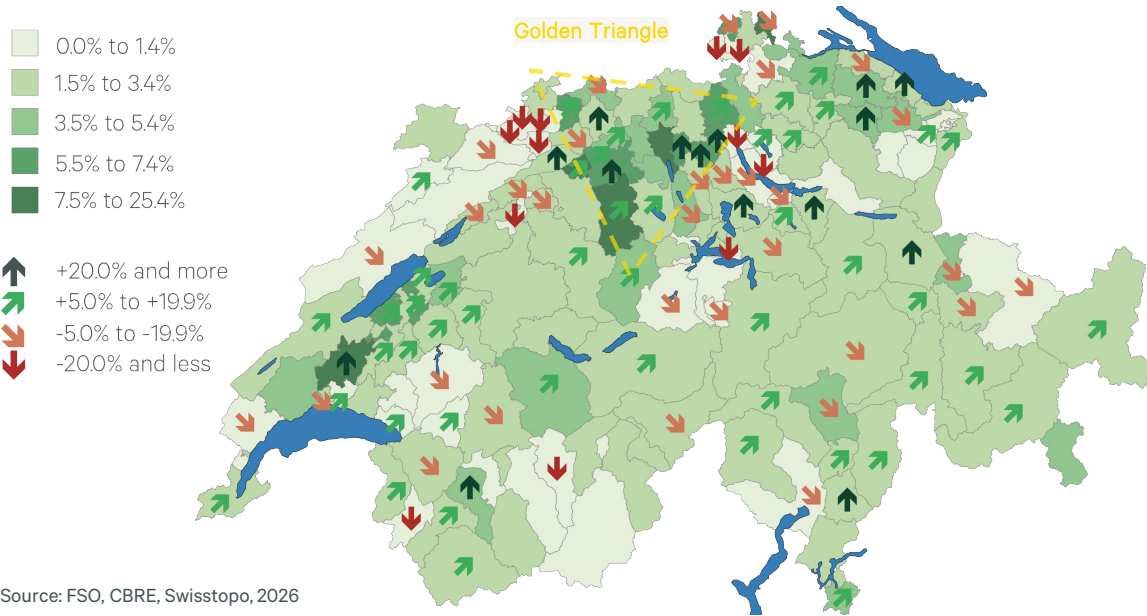 Golden Triangle
0.0% to 1.4%
1.5% to 3.4%
3.5% to 5.4%
5.5% to 7.4%
7.5% to 25.4%
+20.0% and more
+5.0% to +19.9%
-5.0% to -19.9%
-20.0% and less
Source: FSO, CBRE, Swisstopo, 2026